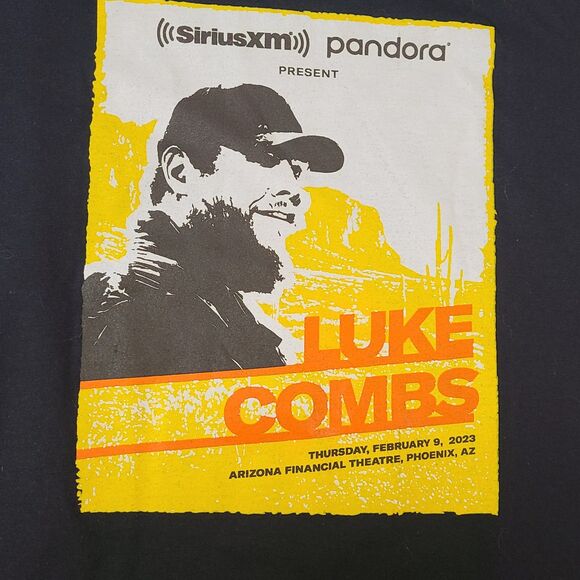 ((SiriusXM)) pandora
PRESENT
LUKE
COMBS
THURSDAY, FEBRUARY 9, 2023
ARIZONA FINANCIAL THEATRE, PHOENIX, AZ